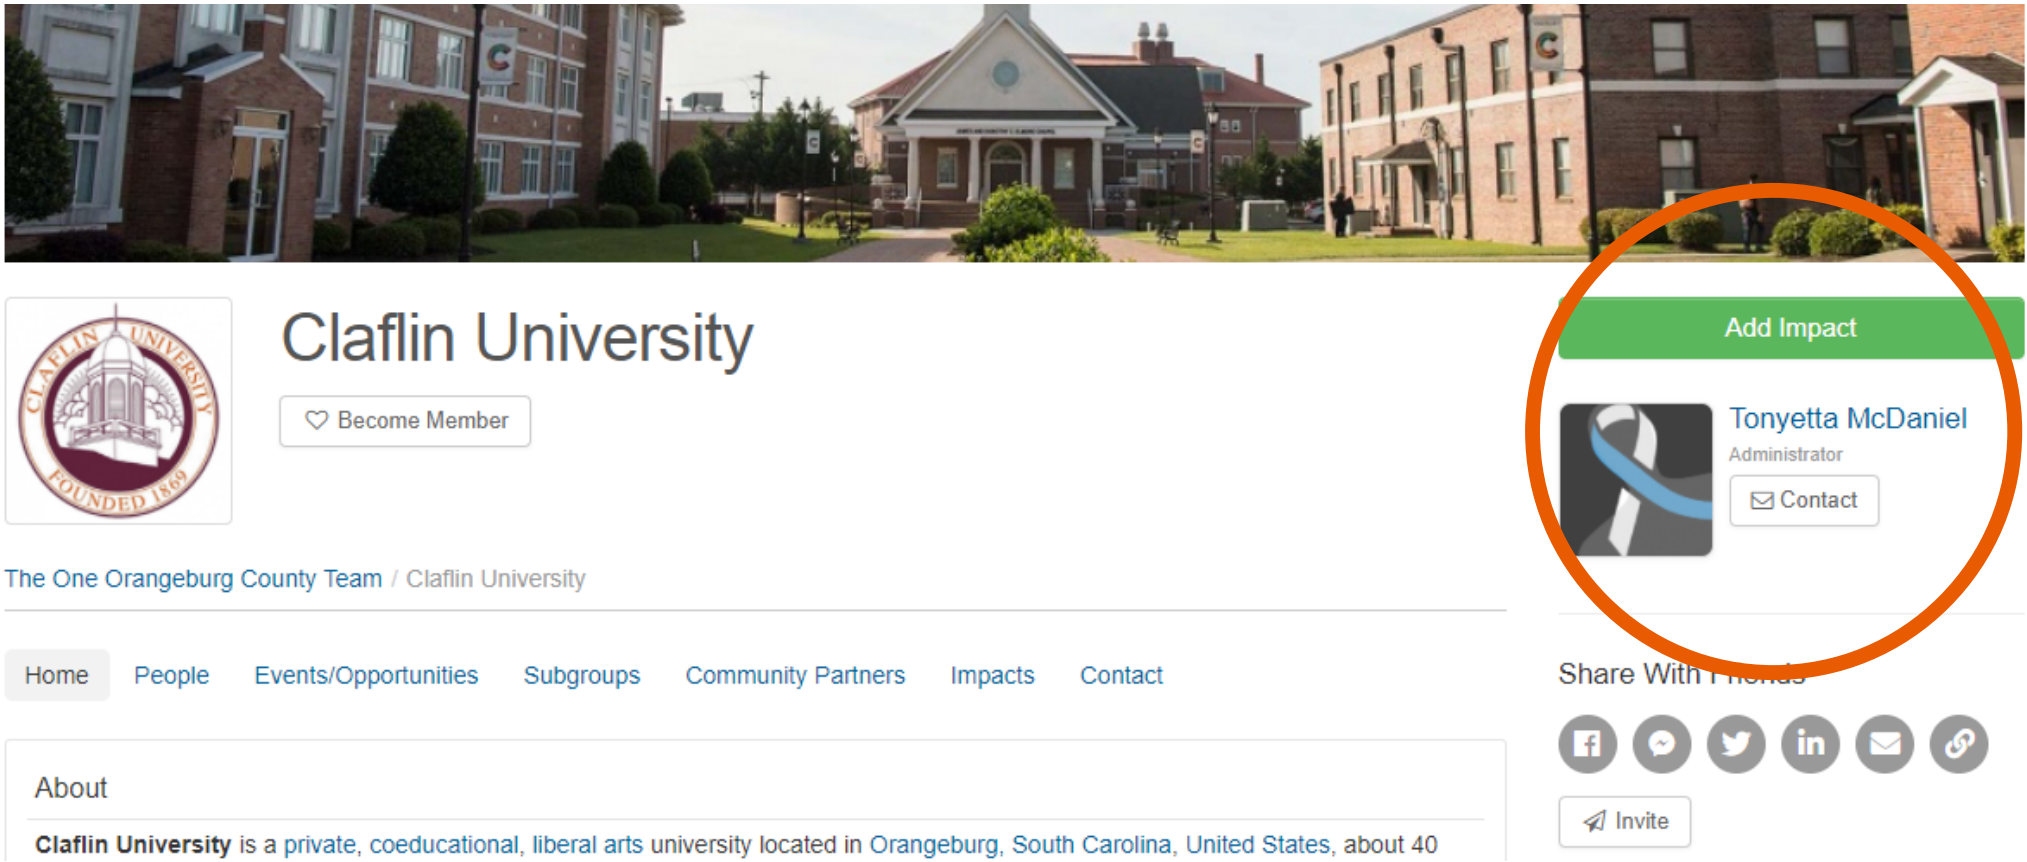 C
C
C
C
C
CLAFLIN UNIVERSITY
FOUNDED 1869
Claflin University
Become Member
Add Impact
Tonyetta McDaniel
Administrator
Contact
The One Orangeburg County Team / Claflin University
Home People Events/Opportunities Subgroups Community Partners Impacts Contact
Share With Friends
Invite
About
Claflin University is a private, coeducational, liberal arts university located in Orangeburg, South Carolina, United States, about 40